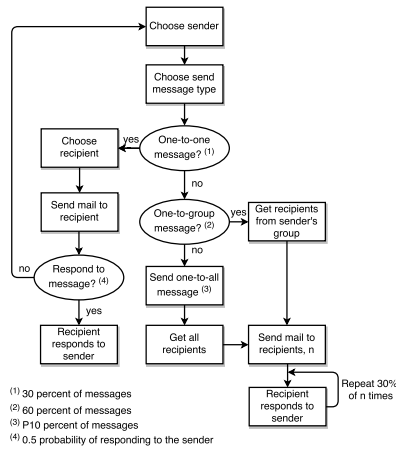 Choose sender
Choose send
message type
One-to-one
message? (1)
yes
Choose
recipient
no
Send mail to
recipient
One-to-group
message? (2)
yes
Get recipients
from sender's
group
no
Respond to
message? (4)
no
Send one-to-all
message (3)
yes
Recipient
responds to
sender
Get all
recipients
Send mail to
recipients, n
Repeat 30%
of n times
Recipient
responds to
sender
(1) 30 percent of messages
(2) 60 percent of messages
(3) P10 percent of messages
(4) 0.5 probability of responding to the sender